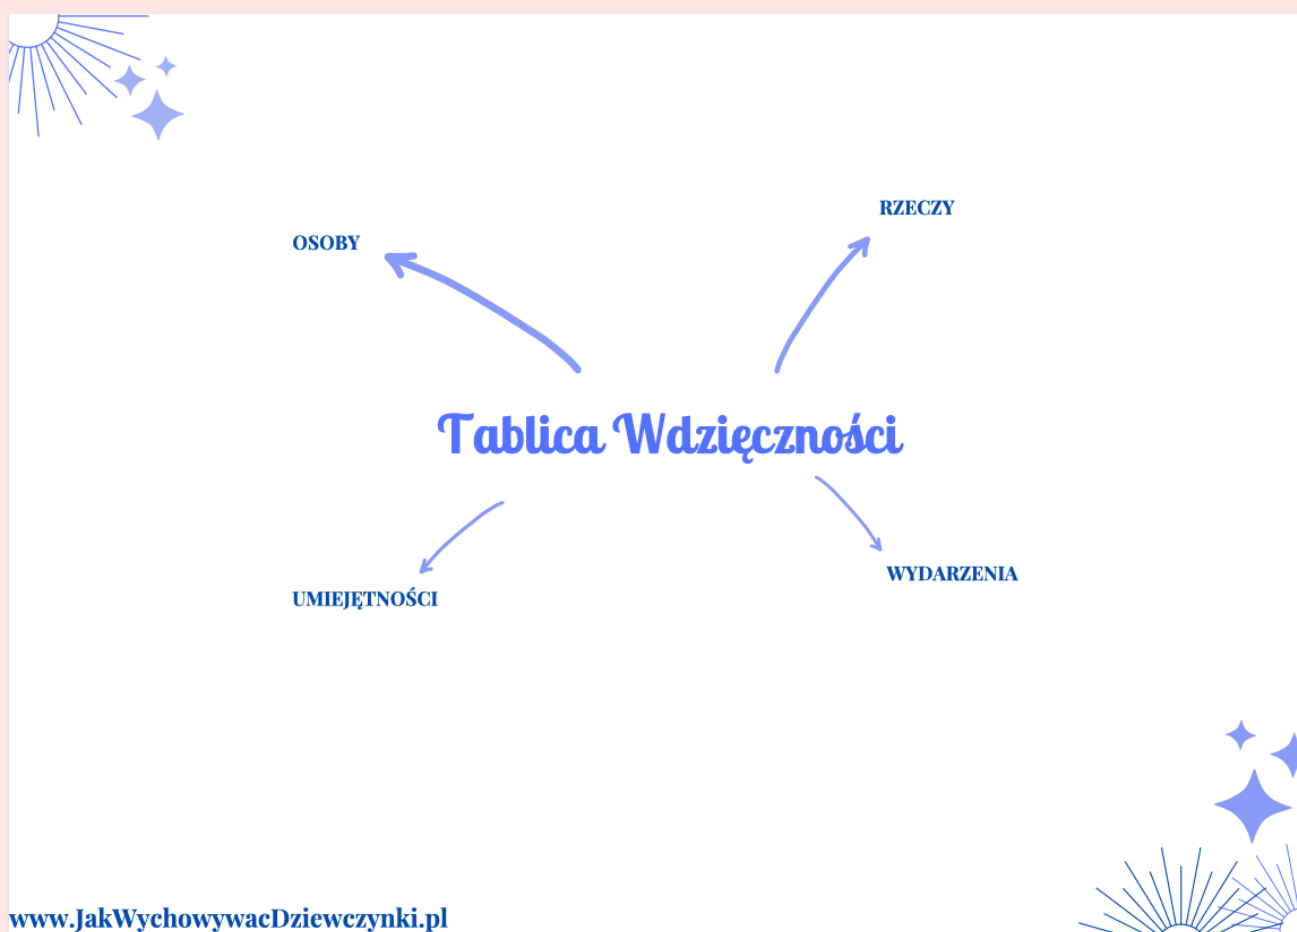 RZECZY
OSOBY
Tablica Wdzięczności
WYDARZENIA
UMIEJĘTNOŚCI
www.JakWychowywacDziewczynki.pl